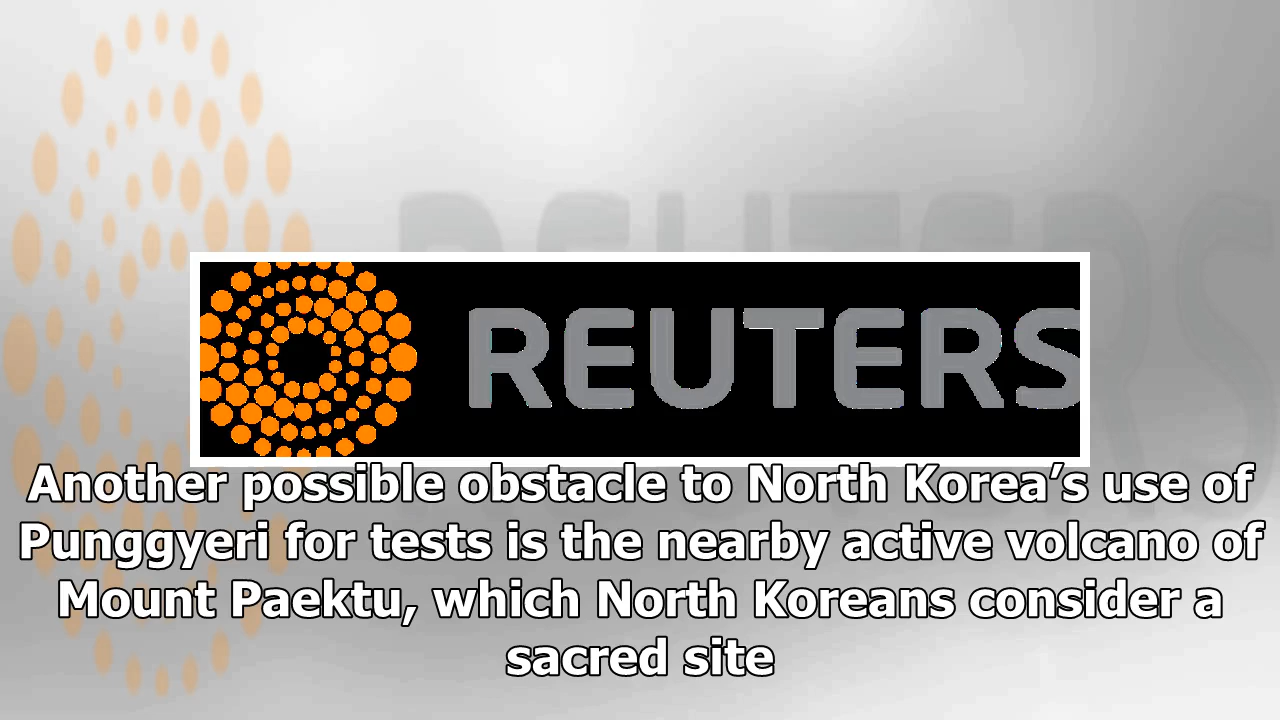 REUTERS
REUTERS
Another possible obstacle to North Korea’s use of
Punggyeri for tests is the nearby active volcano of
Mount Paektu, which North Koreans consider a
sacred site